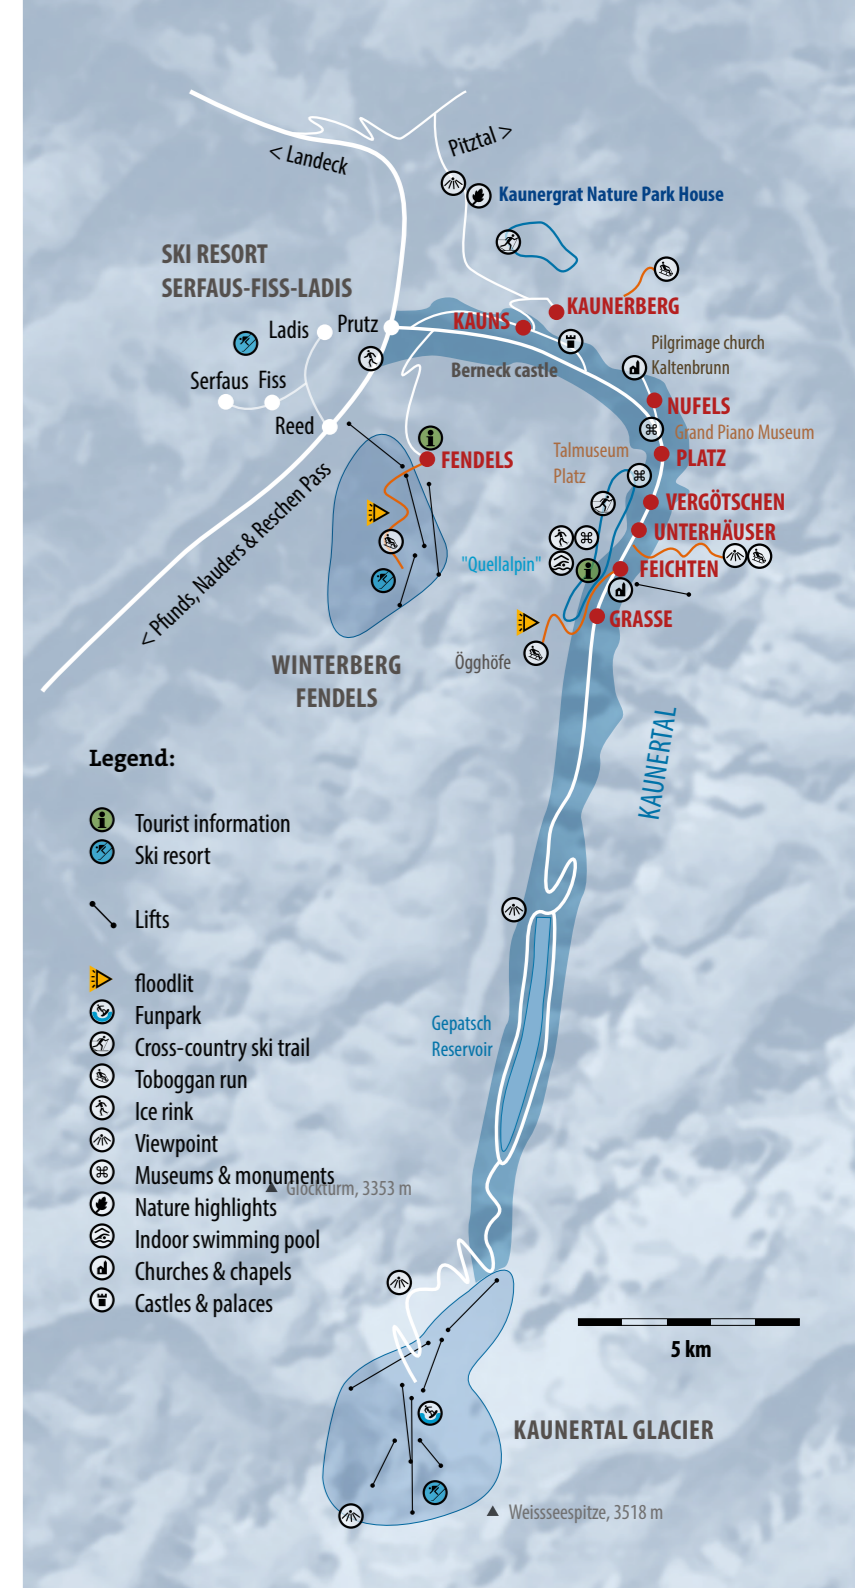 < Landeck
Pitztal >
Kaunergrat Nature Park House
SKI RESORT
SERFAUS-FISS-LADIS
KAUNERBERG
KAUNS
Prutz
Ladis
Pilgrimage church
Kaltenbrunn
Berneck castle
Serfaus
Fiss
NUFELS
Reed
Grand Piano Museum
Talmuseum
Platz
PLATZ
FENDELS
VERGÖTSCHEN
UNTERHÄUSER
< Pfunds, Nauders & Reschen Pass
"Quellalpin"
FEICHTEN
GRASSE
Ögghöfe
WINTERBERG
FENDELS
KAUNERTAL
Legend:
Tourist information
Ski resort
Lifts
floodlit
Funpark
Cross-country ski trail
Toboggan run
Ice rink
Viewpoint
Museums & monuments
Nature highlights
Indoor swimming pool
Churches & chapels
Castles & palaces
Gepatsch
Reservoir
Glockturm, 3353 m
5 km
KAUNERTAL GLACIER
Weissseespitze, 3518 m